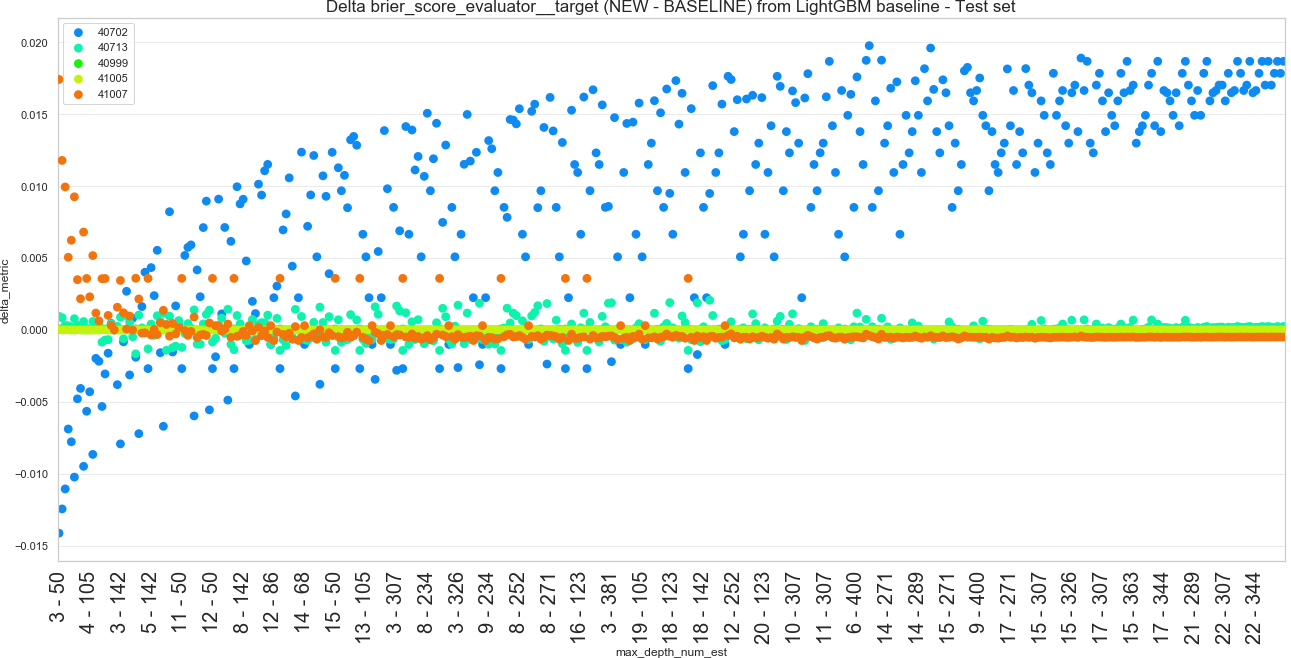 Delta brier_score_evaluator__target (NEW - BASELINE) from LightGBM baseline - Test set
40702
40713
40999
41005
41007
0.020
0.015
0.010
0.005
0.000
−0.005
−0.010
−0.015
delta_metric
3 - 50
4 - 105
3 - 142
5 - 142
11 - 50
12 - 50
8 - 142
12 - 86
14 - 68
15 - 50
13 - 105
3 - 307
8 - 234
3 - 326
9 - 234
8 - 252
8 - 271
16 - 123
3 - 381
19 - 105
18 - 123
18 - 142
12 - 252
20 - 123
10 - 307
11 - 307
6 - 400
14 - 271
14 - 289
15 - 271
9 - 400
17 - 271
15 - 307
15 - 326
17 - 307
15 - 363
17 - 344
21 - 289
22 - 307
22 - 344
max_depth_num_est